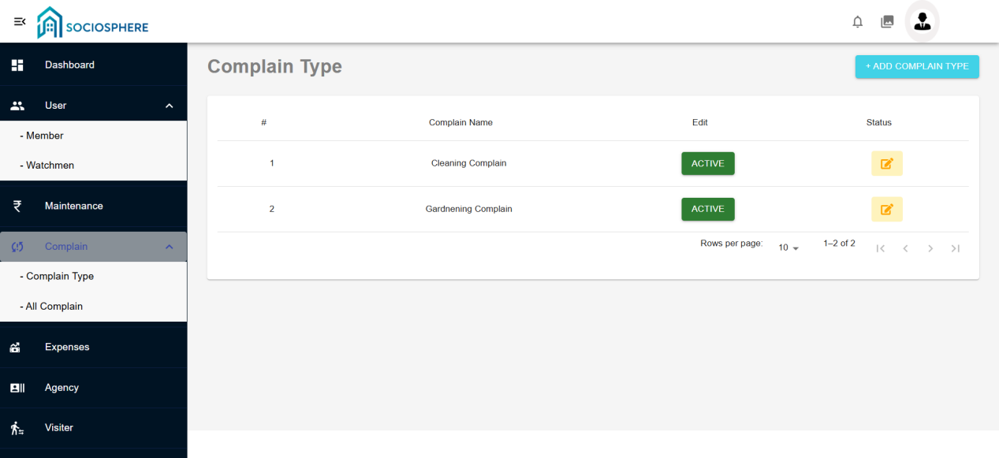 SOCIOSPHERE
Dashboard
User
- Member
- Watchmen
Maintenance
Complain
- Complain Type
- All Complain
Expenses
Agency
Visiter
Complain Type
+ ADD COMPLAIN TYPE
# Complain Name Edit Status
1 Cleaning Complain ACTIVE
2 Gardnening Complain ACTIVE
Rows per page: 10 1–2 of 2